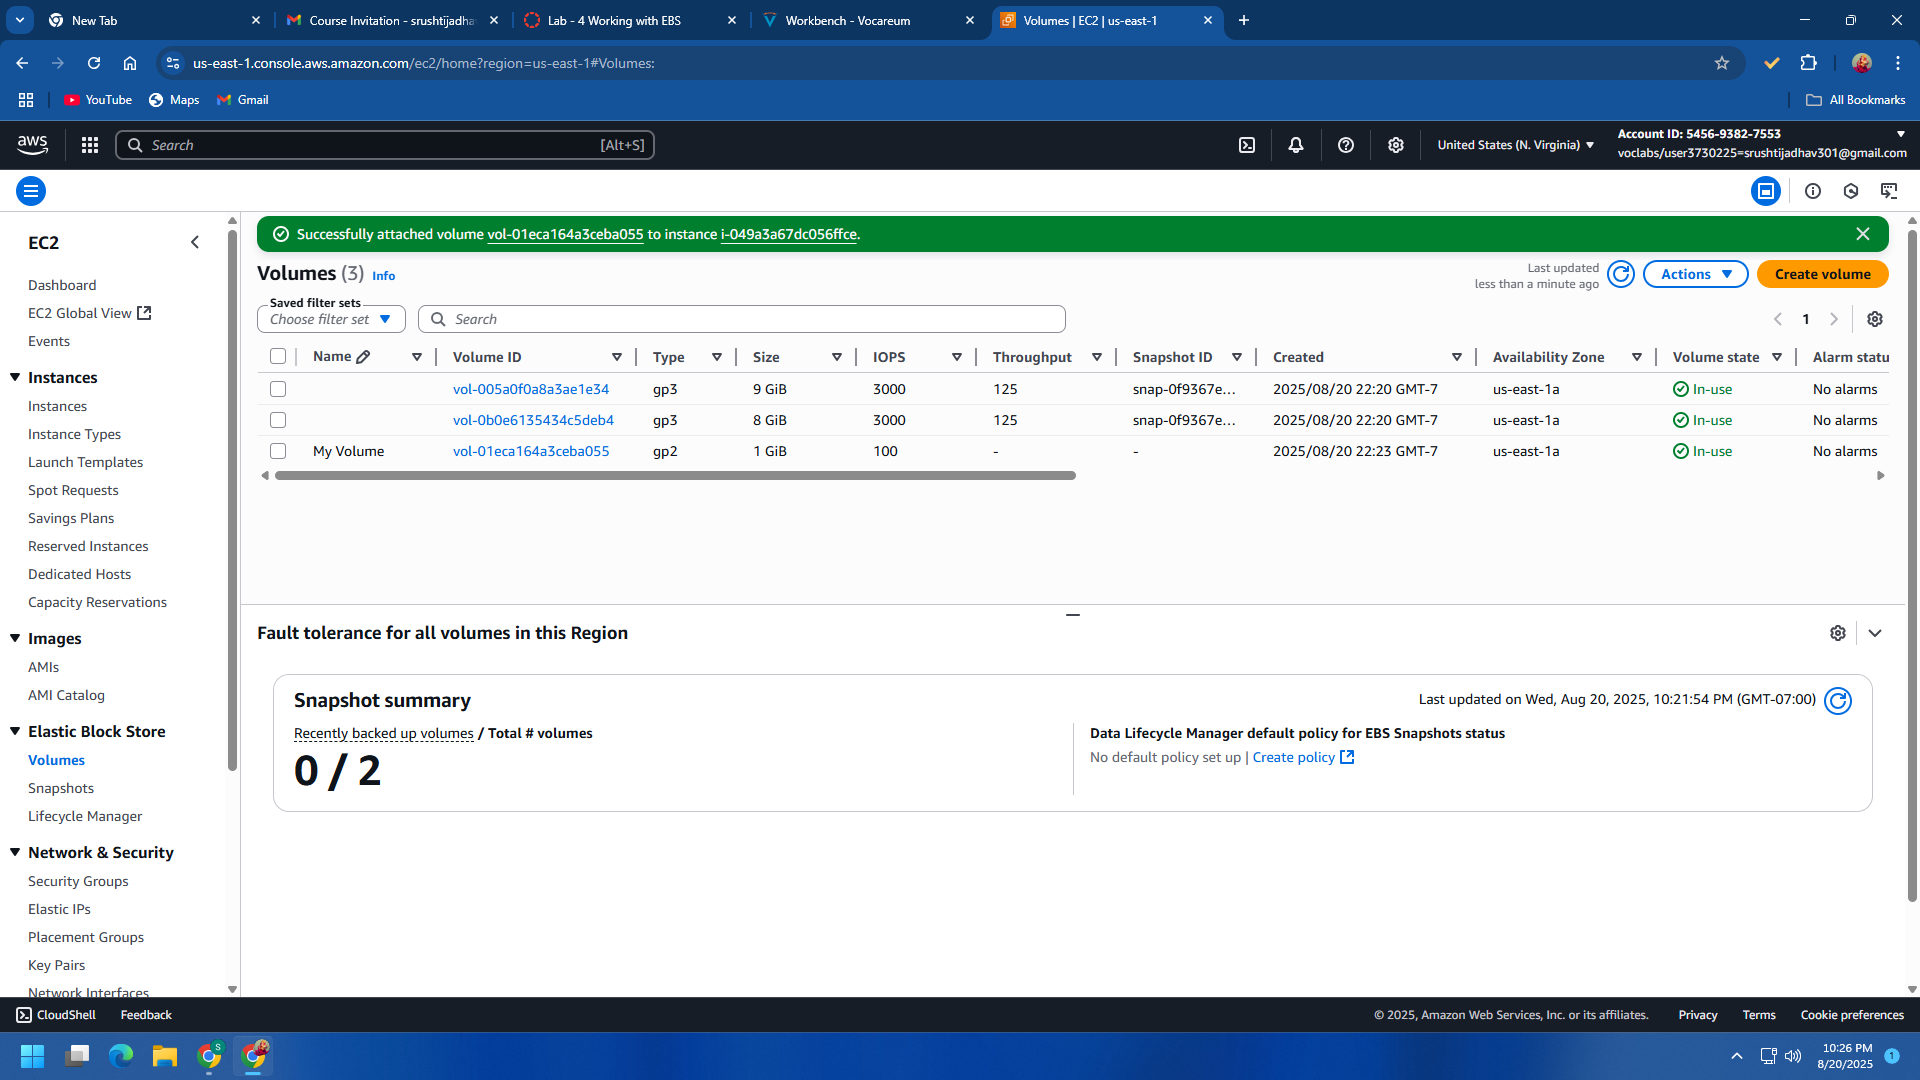 New Tab
Course Invitation - srushtijadha
Lab - 4 Working with EBS
Workbench - Vocareum
Volumes | EC2 | us-east-1
us-east-1.console.aws.amazon.com/ec2/home?region=us-east-1#Volumes:
YouTube
Maps
Gmail
All Bookmarks
aws
Search
[Alt+S]
United States (N. Virginia)
Account ID: 5456-9382-7553
voclabs/user3730225=srushtijadhav301@gmail.com
EC2
Dashboard
EC2 Global View
Events
Instances
Instances
Instance Types
Launch Templates
Spot Requests
Savings Plans
Reserved Instances
Dedicated Hosts
Capacity Reservations
Images
AMIs
AMI Catalog
Elastic Block Store
Volumes
Snapshots
Lifecycle Manager
Network & Security
Security Groups
Elastic IPs
Placement Groups
Key Pairs
Network Interfaces
Successfully attached volume vol-01eca164a3ceba055 to instance i-049a3a67dc056ffce.
Volumes (3) Info
Last updated
less than a minute ago
Actions
Create volume
Saved filter sets
Choose filter set
Search
1
Name Volume ID Type Size IOPS Throughput Snapshot ID Created Availability Zone Volume state Alarm statu
vol-005a0f0a8a3ae1e34 gp3 9 GiB 3000 125 snap-0f9367e... 2025/08/20 22:20 GMT-7 us-east-1a In-use No alarms
vol-0b0e6135434c5deb4 gp3 8 GiB 3000 125 snap-0f9367e... 2025/08/20 22:20 GMT-7 us-east-1a In-use No alarms
My Volume vol-01eca164a3ceba055 gp2 1 GiB 100 - - 2025/08/20 22:23 GMT-7 us-east-1a In-use No alarms
Fault tolerance for all volumes in this Region
Snapshot summary
Last updated on Wed, Aug 20, 2025, 10:21:54 PM (GMT-07:00)
Recently backed up volumes / Total # volumes
0 / 2
Data Lifecycle Manager default policy for EBS Snapshots status
No default policy set up | Create policy
CloudShell
Feedback
© 2025, Amazon Web Services, Inc. or its affiliates.
Privacy
Terms
Cookie preferences
S
10:26 PM
8/20/2025
1